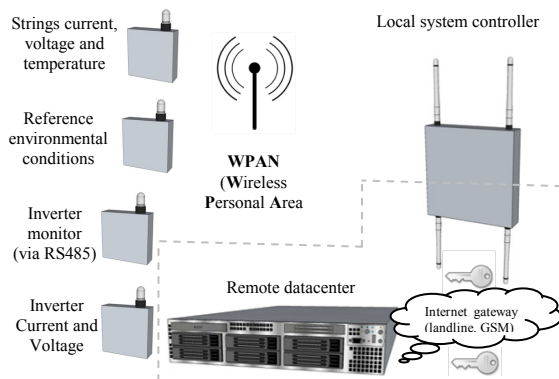 Strings current,
voltage and
temperature
Reference
environmental
conditions
Inverter
monitor
(via RS485)
Inverter
Current and
Voltage
WPAN
(Wireless
Personal Area
Local system controller
Remote datacenter
Internet gateway
(landline, GSM)